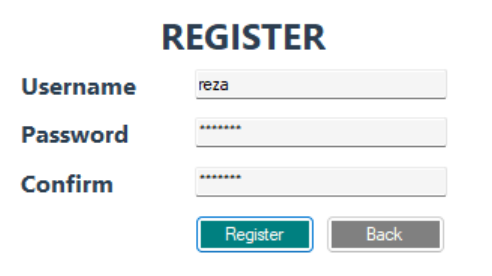 REGISTER
Username reza
Password *******
Confirm *******
Register Back